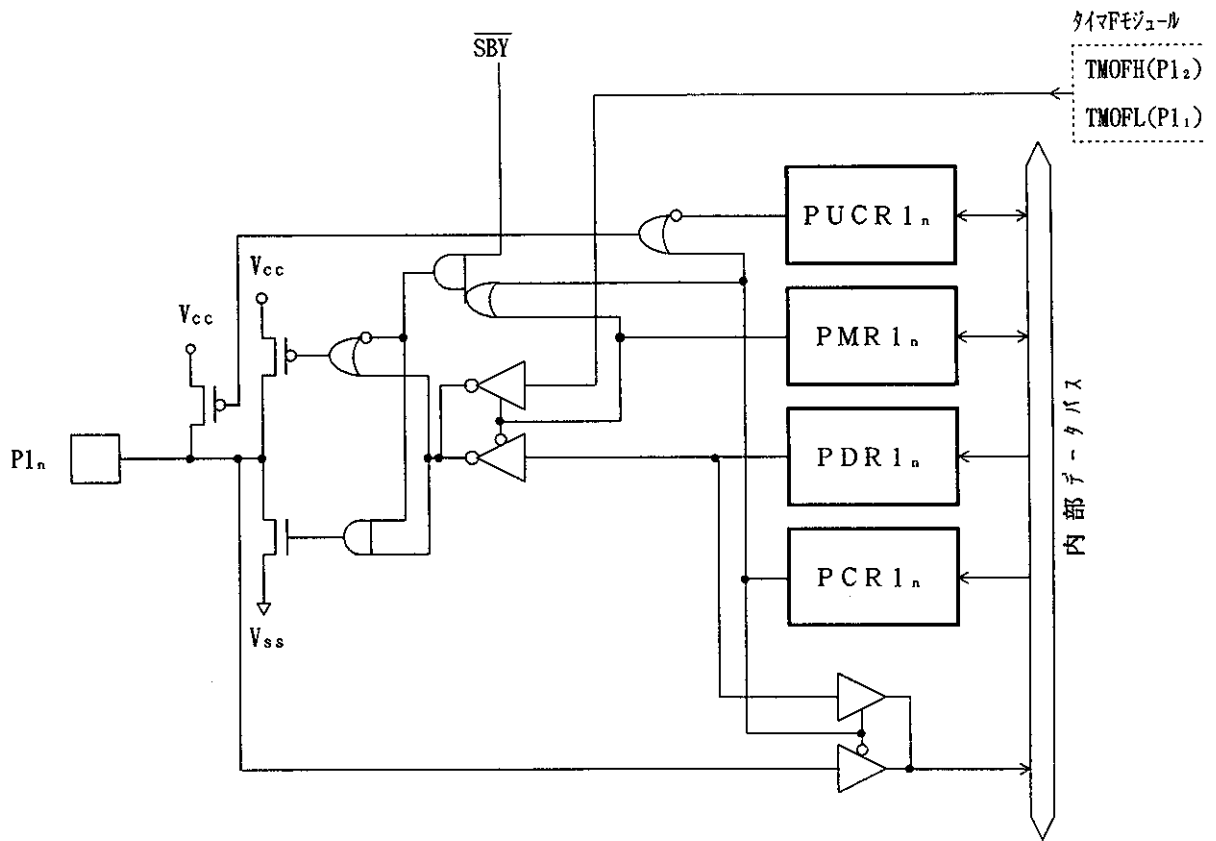 タイマFモジュール
SBY
TMOFH(P1₂)
TMOFL(P1₁)
PUCR1ₙ
Vcc
Vcc
PMR1ₙ
PDR1ₙ
P1ₙ
内部データバス
PCR1ₙ
Vss